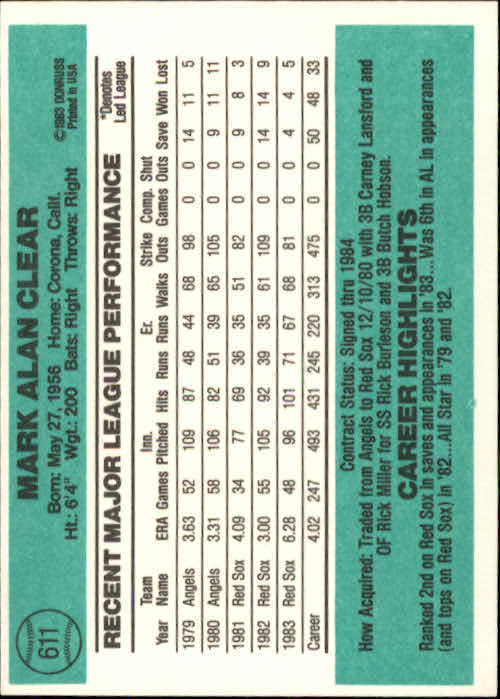 611
MARK ALAN CLEAR
Born: May 27, 1956 Home: Corona, Calif.
Ht.: 6'4" Wgt.: 200 Bats: Right Throws: Right
©1983 DONRUSS
Printed in USA
RECENT MAJOR LEAGUE PERFORMANCE
*Denotes
Led League
Team Inn. Er. Strike Comp. Shut
Year Name ERA Games Pitched Hits Runs Runs Walks Outs Games Outs Save Won Lost
1979 Angels 3.63 52 109 87 48 44 68 98 0 0 14 11 5
1980 Angels 3.31 58 106 82 51 39 65 105 0 0 9 11 11
1981 Red Sox 4.09 34 77 69 36 35 51 82 0 0 9 8 3
1982 Red Sox 3.00 55 105 92 39 35 61 109 0 0 14 14 9
1983 Red Sox 6.28 48 96 101 71 67 68 81 0 0 4 4 5
Career 4.02 247 493 431 245 220 313 475 0 0 50 48 33
Contract Status: Signed thru 1984
How Acquired: Traded from Angels to Red Sox 12/10/80 with 3B Carney Lansford and
OF Rick Miller for SS Rick Burleson and 3B Butch Hobson.
CAREER HIGHLIGHTS
Ranked 2nd on Red Sox in saves and appearances in '83...Was 6th in AL in appearances
(and tops on Red Sox) in '82...All Star in '79 and '82.